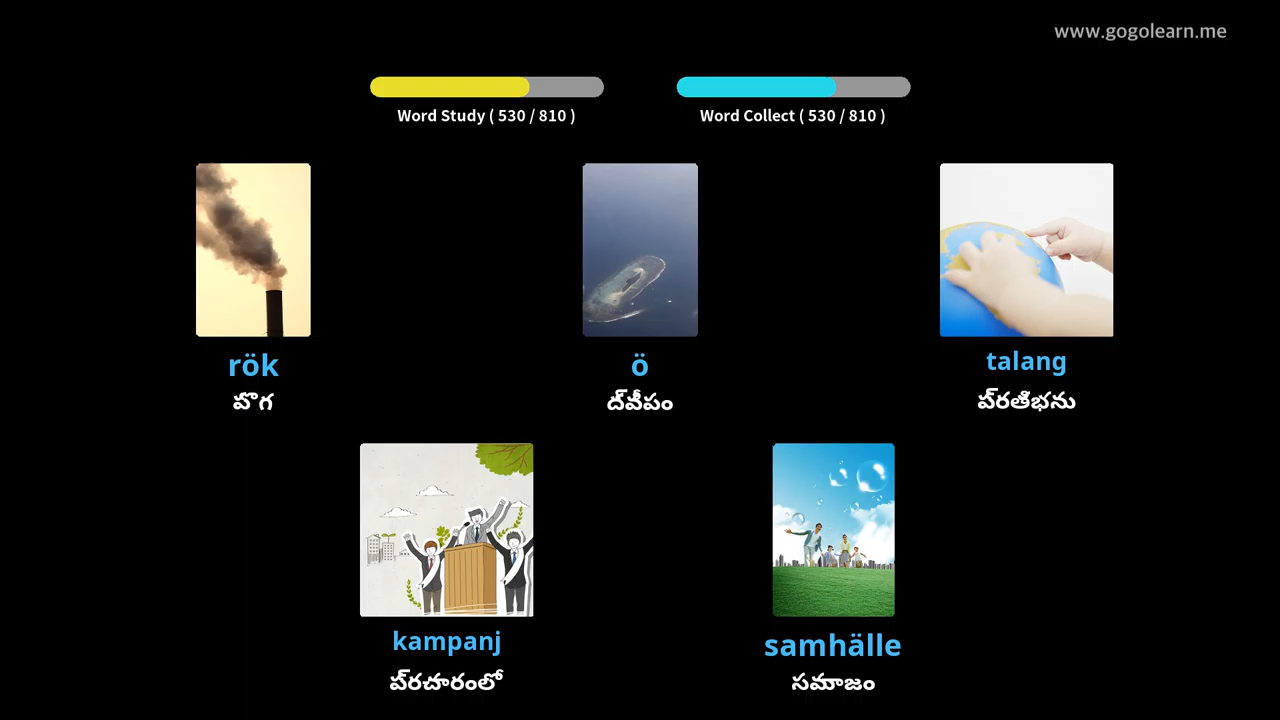 www.gogolearn.me
Word Study ( 530 / 810 )
Word Collect ( 530 / 810 )
rök
పొగ
ö
ద్వీపం
talang
ప్రతిభను
kampanj
ప్రచారంలో
samhälle
సమాజం